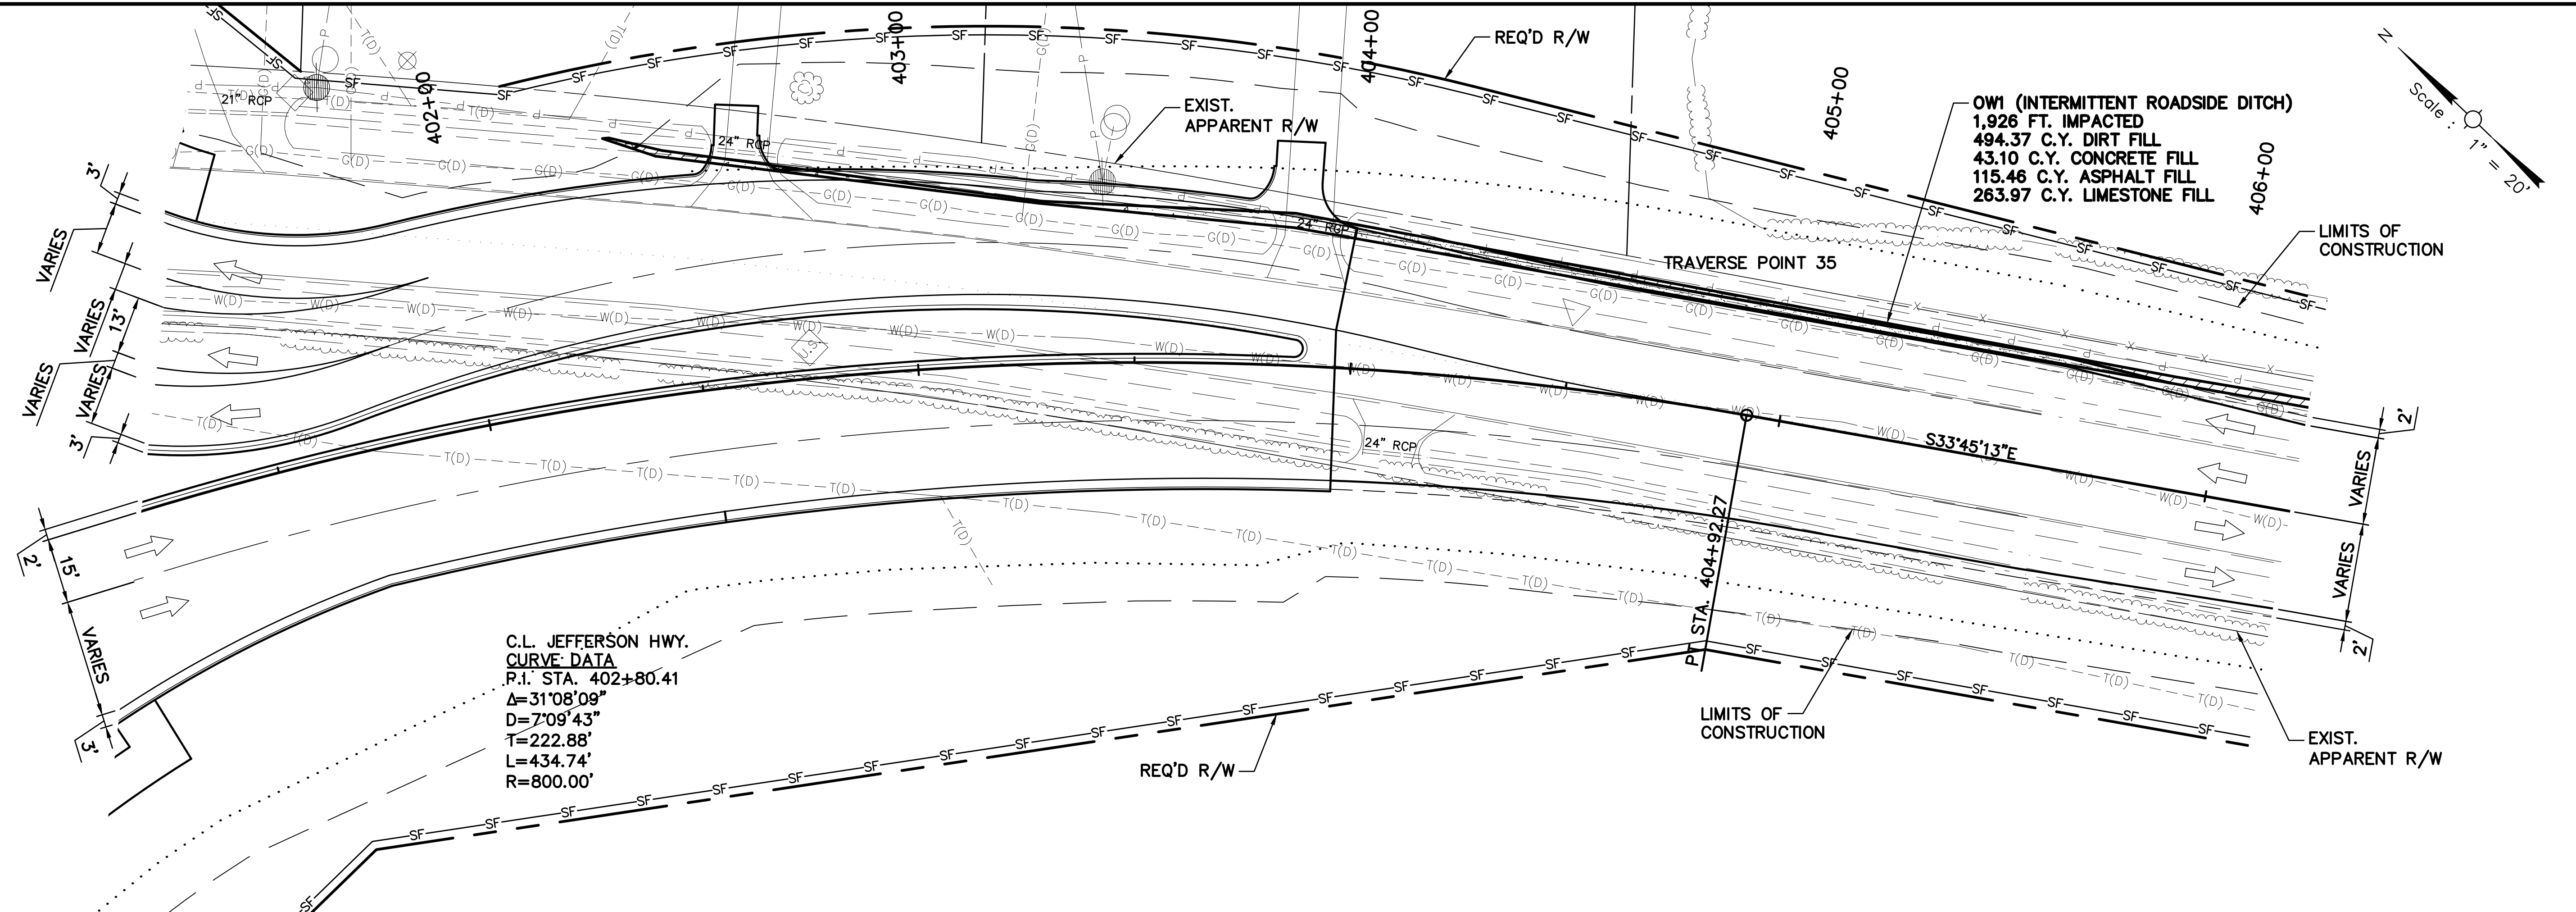 REQ'D R/W
402+00
403+00
404+00
405+00
406+00
N
Scale : 1" = 20'
21" RCP
24" RCP
EXIST.
APPARENT R/W
OW1 (INTERMITTENT ROADSIDE DITCH)
1,926 FT. IMPACTED
494.37 C.Y. DIRT FILL
43.10 C.Y. CONCRETE FILL
115.46 C.Y. ASPHALT FILL
263.97 C.Y. LIMESTONE FILL
LIMITS OF
CONSTRUCTION
24" RCP
TRAVERSE POINT 35
3'
VARIES
VARIES
13'
VARIES
VARIES
3'
U.S.
24" RCP
S33°45'13"E
PT STA. 404+92.27
2'
VARIES
VARIES
2'
2'
15'
VARIES
3'
C.L. JEFFERSON HWY.
CURVE DATA
P.I. STA. 402+80.41
Δ=31°08'09"
D=7°09'43"
T=222.88'
L=434.74'
R=800.00'
REQ'D R/W
LIMITS OF
CONSTRUCTION
EXIST.
APPARENT R/W
SF
G(D)
T(D)
W(D)
P
X